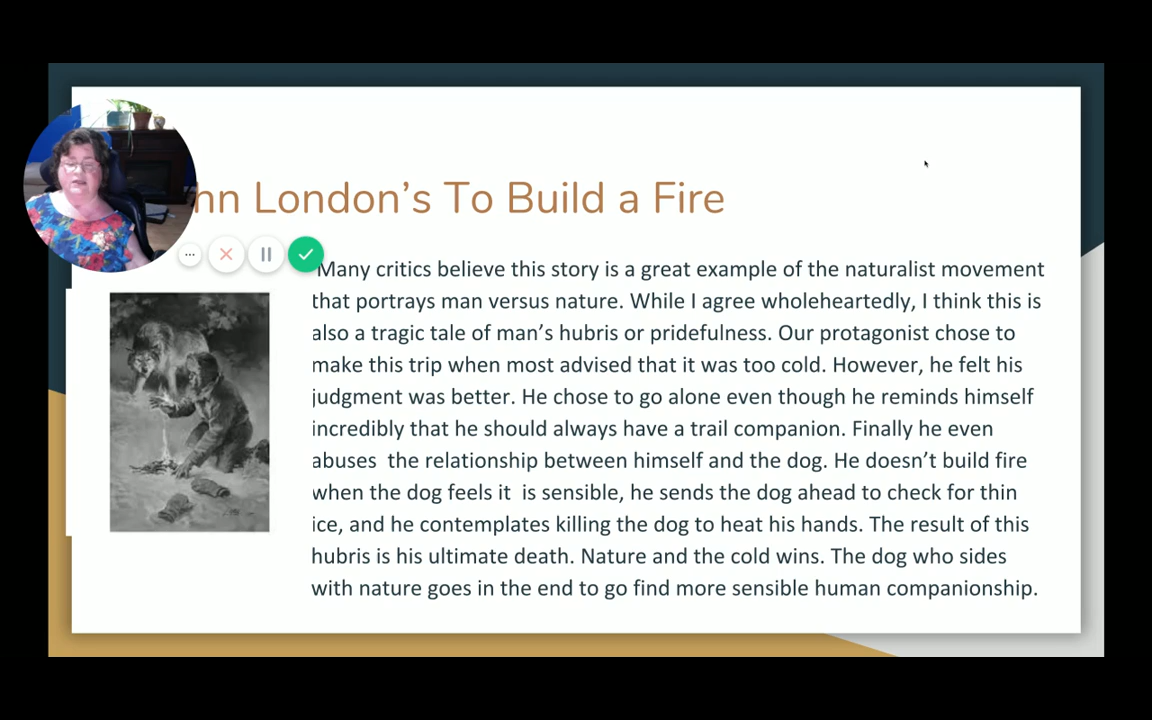 hn London’s To Build a Fire
Many critics believe this story is a great example of the naturalist movement
that portrays man versus nature. While I agree wholeheartedly, I think this is
also a tragic tale of man’s hubris or pridefulness. Our protagonist chose to
make this trip when most advised that it was too cold. However, he felt his
judgment was better. He chose to go alone even though he reminds himself
incredibly that he should always have a trail companion. Finally he even
abuses  the relationship between himself and the dog. He doesn’t build fire
when the dog feels it  is sensible, he sends the dog ahead to check for thin
ice, and he contemplates killing the dog to heat his hands. The result of this
hubris is his ultimate death. Nature and the cold wins. The dog who sides
with nature goes in the end to go find more sensible human companionship.